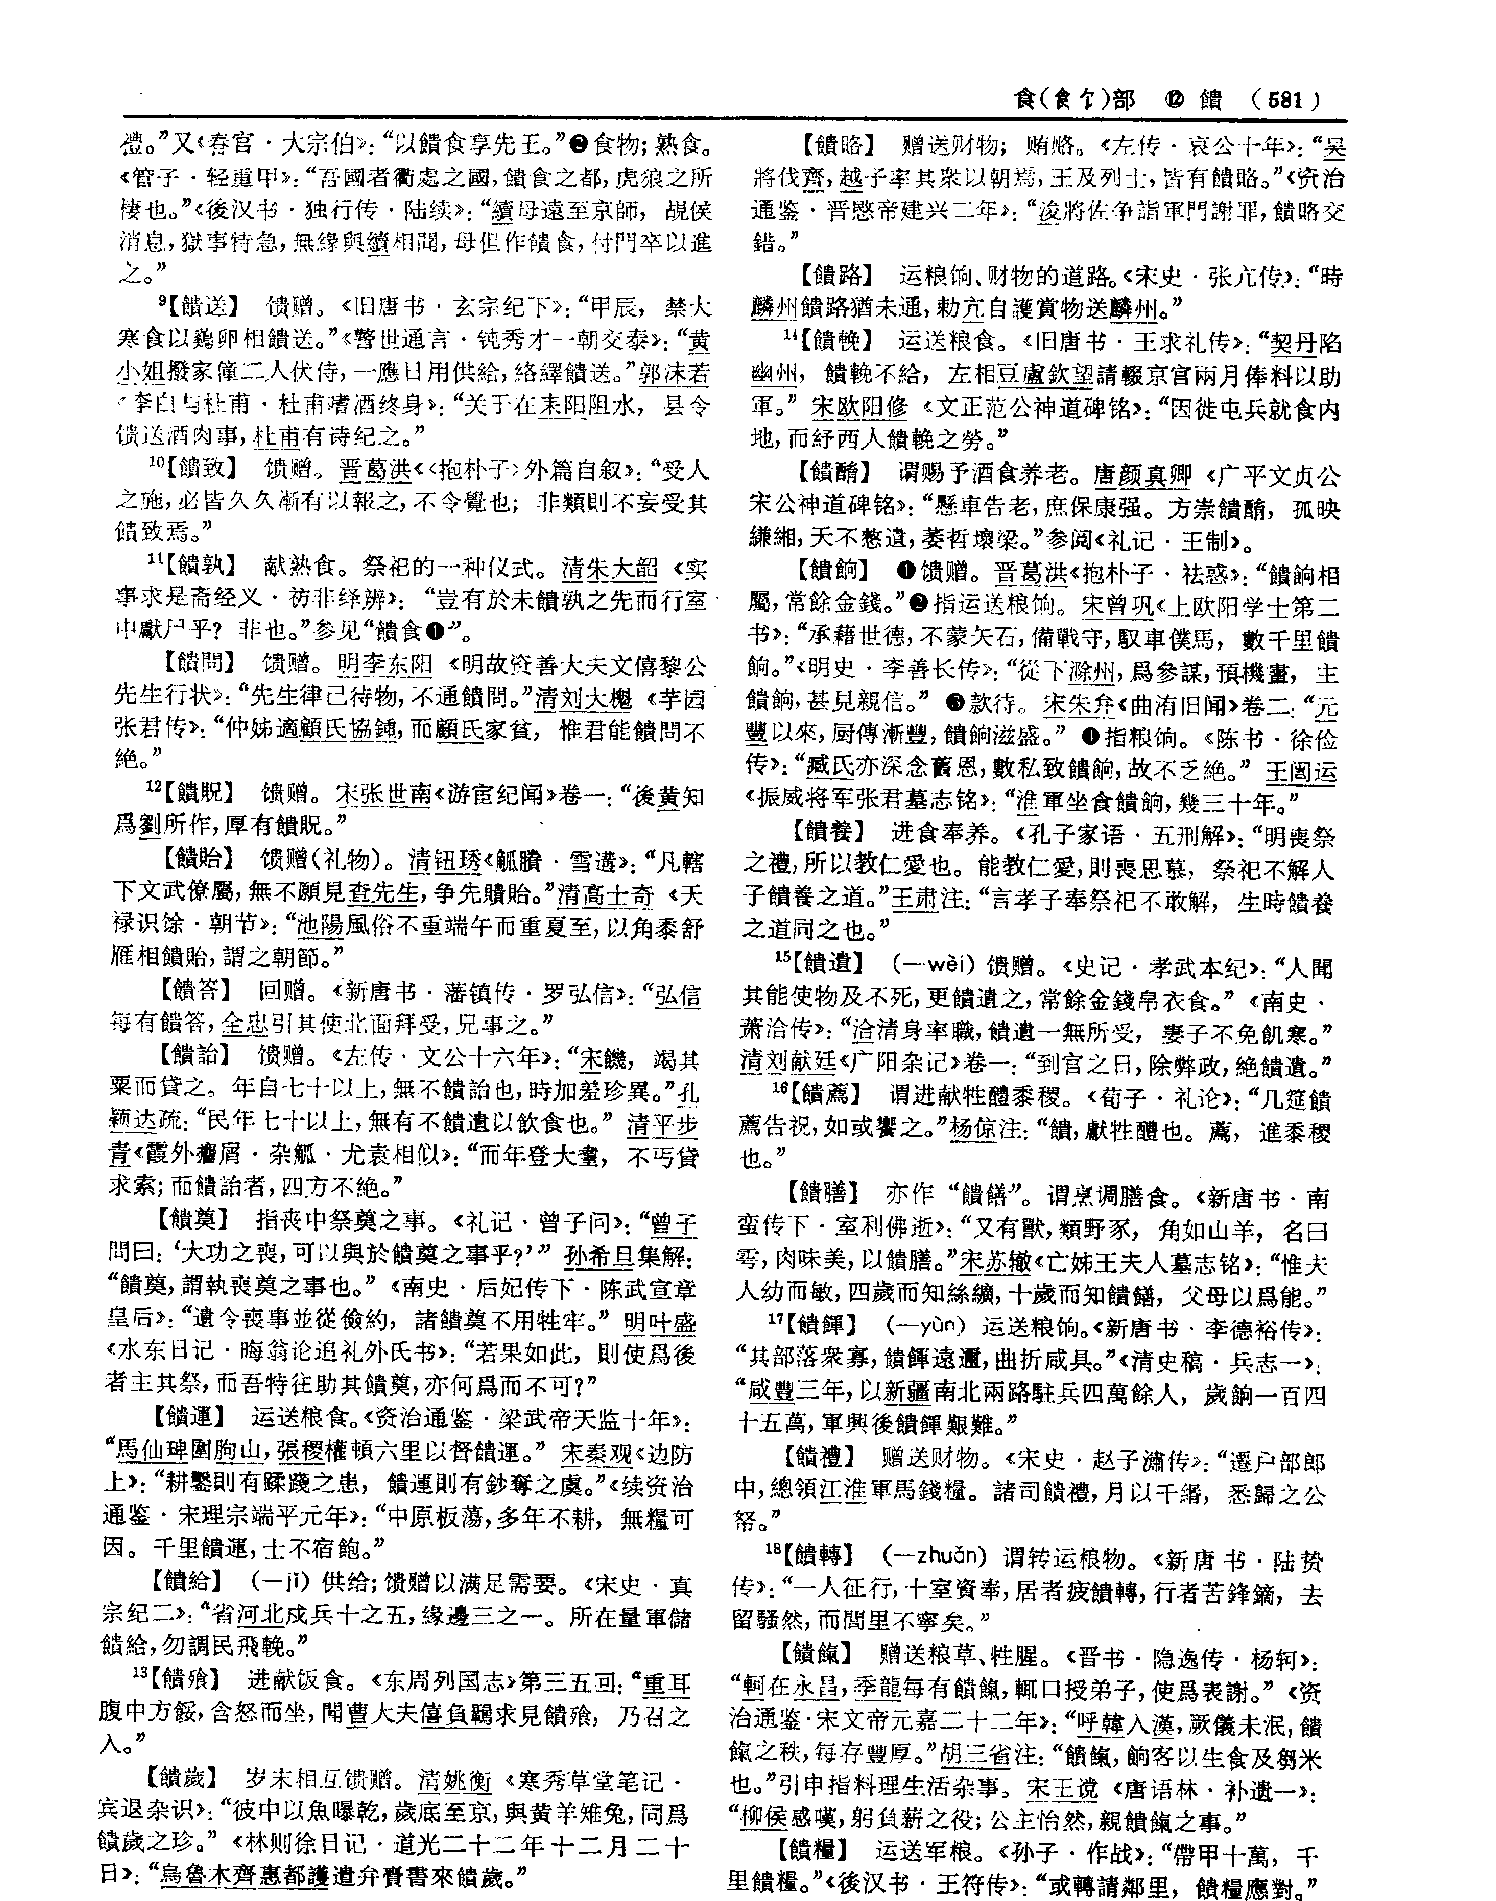 食(飠饣)部 ⑫ 饋 (581)
禮。”又《春官·大宗伯》：“以饋食享先王。”❷食物；熟食。
《管子·轻重甲》：“吾國者衢處之國，饋食之都，虎狼之所
棲也。”《後汉书·独行传·陆续》：“續母遠至京師，覘侯
消息，獄事特急，無緣與續相聞，母但作饋食，付門卒以進
之。”
⁹【饋送】 馈赠。《旧唐书·玄宗纪下》：“甲辰，禁大
寒食以鷄卵相饋送。”《警世通言·钝秀才一朝交泰》：“黄
小姐撥家僮二人伏侍，一應日用供給，絡繹饋送。”郭沫若
《李白与杜甫·杜甫嗜酒终身》：“关于在耒阳阻水，县令
馈送酒肉事，杜甫有诗纪之。”
¹⁰【饋致】 馈赠。晋葛洪《〈抱朴子〉外篇自叙》：“受人
之施，必皆久久漸有以報之，不令覺也；非類則不妄受其
饋致焉。”
¹¹【饋孰】 献熟食。祭祀的一种仪式。清朱大韶《实
事求是斋经义·祊非绎辨》：“豈有於未饋孰之先而行室
中獻尸乎？非也。”参见“饋食❶”。
【饋問】 馈赠。明李东阳《明故资善大夫文僖黎公
先生行状》：“先生律己待物，不通饋問。”清刘大櫆《芋园
张君传》：“仲姊適顧氏協鍾，而顧氏家貧，惟君能饋問不
絶。”
¹²【饋貺】 馈赠。宋张世南《游宦纪闻》卷一：“後黄知
爲劉所作，厚有饋貺。”
【饋貽】 馈赠(礼物)。清钮琇《觚賸·雪遘》：“凡轄
下文武僚屬，無不願見查先生，争先饋貽。”清高士奇《天
禄识馀·朝节》：“池陽風俗不重端午而重夏至，以角黍舒
雁相饋貽，謂之朝節。”
【饋答】 回赠。《新唐书·藩镇传·罗弘信》：“弘信
每有饋答，全忠引其使北面拜受，兄事之。”
【饋詒】 馈赠。《左传·文公十六年》：“宋饑，竭其
粟而貸之。年自七十以上，無不饋詒也，時加羞珍異。”孔
颖达疏：“民年七十以上，無有不饋遺以飲食也。”清平步
青《霞外攟屑·杂觚·尤袁相似》：“而年登大耋，不丐貸
求索；而饋詒者，四方不絶。”
【饋奠】 指丧中祭奠之事。《礼记·曾子问》：“曾子
問曰：‘大功之喪，可以與於饋奠之事乎？’”孙希旦集解：
“饋奠，謂執喪奠之事也。”《南史·后妃传下·陈武宣章
皇后》：“遺令喪事並從儉約，諸饋奠不用牲牢。”明叶盛
《水东日记·晦翁论追礼外氏书》：“若果如此，則使爲後
者主其祭，而吾特往助其饋奠，亦何爲而不可？”
【饋運】 运送粮食。《资治通鉴·梁武帝天监十年》：
“馬仙琕圍朐山，張稷權頓六里以督饋運。”宋秦观《边防
上》：“耕鑿則有蹂踐之患，饋運則有鈔奪之虞。”《续资治
通鉴·宋理宗端平元年》：“中原板蕩，多年不耕，無糧可
因。千里饋運，士不宿飽。”
【饋給】 (—jǐ) 供给；馈赠以满足需要。《宋史·真
宗纪二》：“省河北戍兵十之五，緣邊三之一。所在量軍儲
饋給，勿調民飛輓。”
¹³【饋飧】 进献饭食。《东周列国志》第三五回：“重耳
腹中方餒，含怒而坐，聞曹大夫僖負羈求見饋飧，乃召之
入。”
【饋歲】 岁末相互馈赠。清姚衡《寒秀草堂笔记·
宾退杂识》：“彼中以魚曝乾，歲底至京，與黄羊雉兔，同爲
饋歲之珍。”《林则徐日记·道光二十二年十二月二十
日》：“烏魯木齊惠都護遣弁齎書來饋歲。”
【饋賂】 赠送财物；贿赂。《左传·哀公十年》：“吴
將伐齊，越子率其衆以朝焉，王及列士，皆有饋賂。”《资治
通鉴·晋愍帝建兴二年》：“浚將佐争詣軍門謝罪，饋賂交
錯。”
【饋路】 运粮饷、财物的道路。《宋史·张亢传》：“時
麟州饋路猶未通，勅亢自護賞物送麟州。”
¹⁴【饋輓】 运送粮食。《旧唐书·王求礼传》：“契丹陷
幽州，饋輓不給，左相豆盧欽望請輟京官兩月俸料以助
軍。”宋欧阳修《文正范公神道碑铭》：“因徙屯兵就食内
地，而紓西人饋輓之勞。”
【饋酳】 谓赐予酒食养老。唐颜真卿《广平文贞公
宋公神道碑铭》：“懸車告老，庶保康强。方崇饋酳，孤映
縑緗，天不憖遺，萎哲壞梁。”参阅《礼记·王制》。
【饋餉】 ❶馈赠。晋葛洪《抱朴子·祛惑》：“饋餉相
屬，常餘金錢。”❷指运送粮饷。宋曾巩《上欧阳学士第二
书》：“承藉世德，不蒙矢石，備戰守，馭車僕馬，數千里饋
餉。”《明史·李善长传》：“從下滁州，爲參謀，預機畫，主
饋餉，甚見親信。”❸款待。宋朱弁《曲洧旧闻》卷二：“元
豐以來，厨傳漸豐，饋餉滋盛。”❹指粮饷。《陈书·徐俭
传》：“臧氏亦深念舊恩，數私致饋餉，故不乏絶。”王闿运
《振威将军张君墓志铭》：“淮軍坐食饋餉，幾三十年。”
【饋養】 进食奉养。《孔子家语·五刑解》：“明喪祭
之禮，所以教仁愛也。能教仁愛，則喪思慕，祭祀不解人
子饋養之道。”王肃注：“言孝子奉祭祀不敢解，生時饋養
之道同之也。”
¹⁵【饋遺】 (—wèi) 馈赠。《史记·孝武本纪》：“人聞
其能使物及不死，更饋遺之，常餘金錢帛衣食。”《南史·
萧洽传》：“洽清身率職，饋遺一無所受，妻子不免飢寒。”
清刘献廷《广阳杂记》卷一：“到官之日，除弊政，絶饋遺。”
¹⁶【饋薦】 谓进献牲醴黍稷。《荀子·礼论》：“几筵饋
薦告祝，如或饗之。”杨倞注：“饋，獻牲醴也。薦，進黍稷
也。”
【饋膳】 亦作“饋饍”。谓烹调膳食。《新唐书·南
蛮传下·室利佛逝》：“又有獸，類野豕，角如山羊，名曰
雩，肉味美，以饋膳。”宋苏辙《亡姊王夫人墓志铭》：“惟夫
人幼而敏，四歲而知絲纊，十歲而知饋饍，父母以爲能。”
¹⁷【饋餫】 (—yùn) 运送粮饷。《新唐书·李德裕传》：
“其部落衆寡，饋餫遠邇，曲折咸具。”《清史稿·兵志一》：
“咸豐三年，以新疆南北兩路駐兵四萬餘人，歲餉一百四
十五萬，軍興後饋餫艱難。”
【饋禮】 赠送财物。《宋史·赵子潚传》：“遷户部郎
中，總領江淮軍馬錢糧。諸司饋禮，月以千緡，悉歸之公
帑。”
¹⁸【饋轉】 (—zhuǎn) 谓转运粮物。《新唐书·陆贽
传》：“一人征行，十室資奉，居者疲饋轉，行者苦鋒鏑，去
留騷然，而閭里不寧矣。”
【饋餼】 赠送粮草、牲腥。《晋书·隐逸传·杨轲》：
“軻在永昌，季龍每有饋餼，輒口授弟子，使爲表謝。”《资
治通鉴·宋文帝元嘉二十二年》：“呼韓入漢，厥儀未泯，饋
餼之秩，每存豐厚。”胡三省注：“饋餼，餉客以生食及芻米
也。”引申指料理生活杂事。宋王谠《唐语林·补遗一》：
“柳侯感嘆，躬負薪之役；公主怡然，親饋餼之事。”
【饋糧】 运送军粮。《孙子·作战》：“帶甲十萬，千
里饋糧。”《後汉书·王符传》：“或轉請鄰里，饋糧應對。”